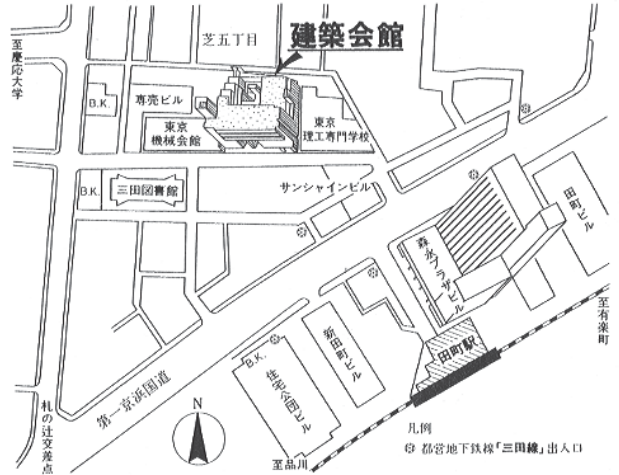 建築会館
芝五丁目
至慶応大学
B.K.
専売ビル
東京
機械会館
東京
理工専門学校
B.K.
三田図書館
サンシャインビル
田町ビル
森永プラザビル
至有楽町
田町駅
新田町ビル
B.K.
住宅公団ビル
第一京浜国道
札の辻交差点
N
至品川
凡例
都営地下鉄線「三田線」出入口